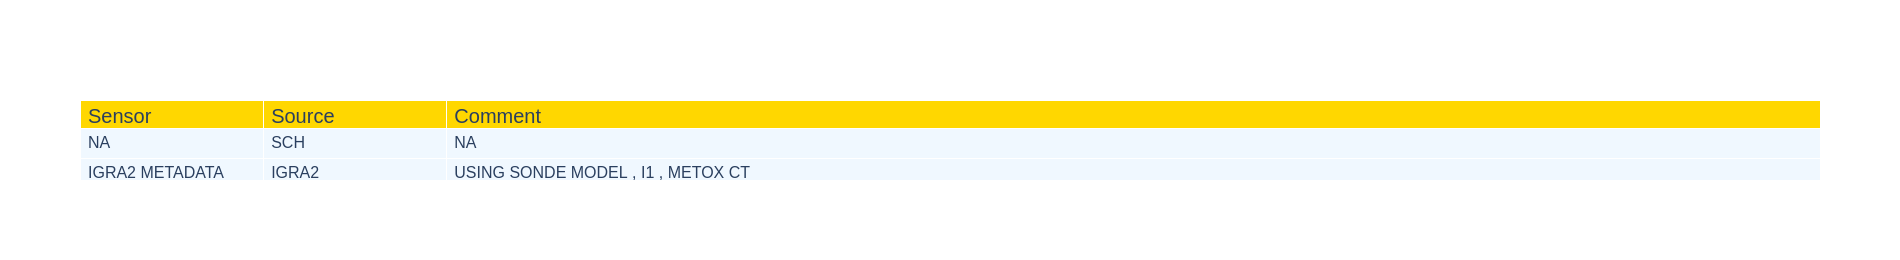 Sensor Source Comment
NA SCH NA
IGRA2 METADATA IGRA2 USING SONDE MODEL , I1 , METOX CT